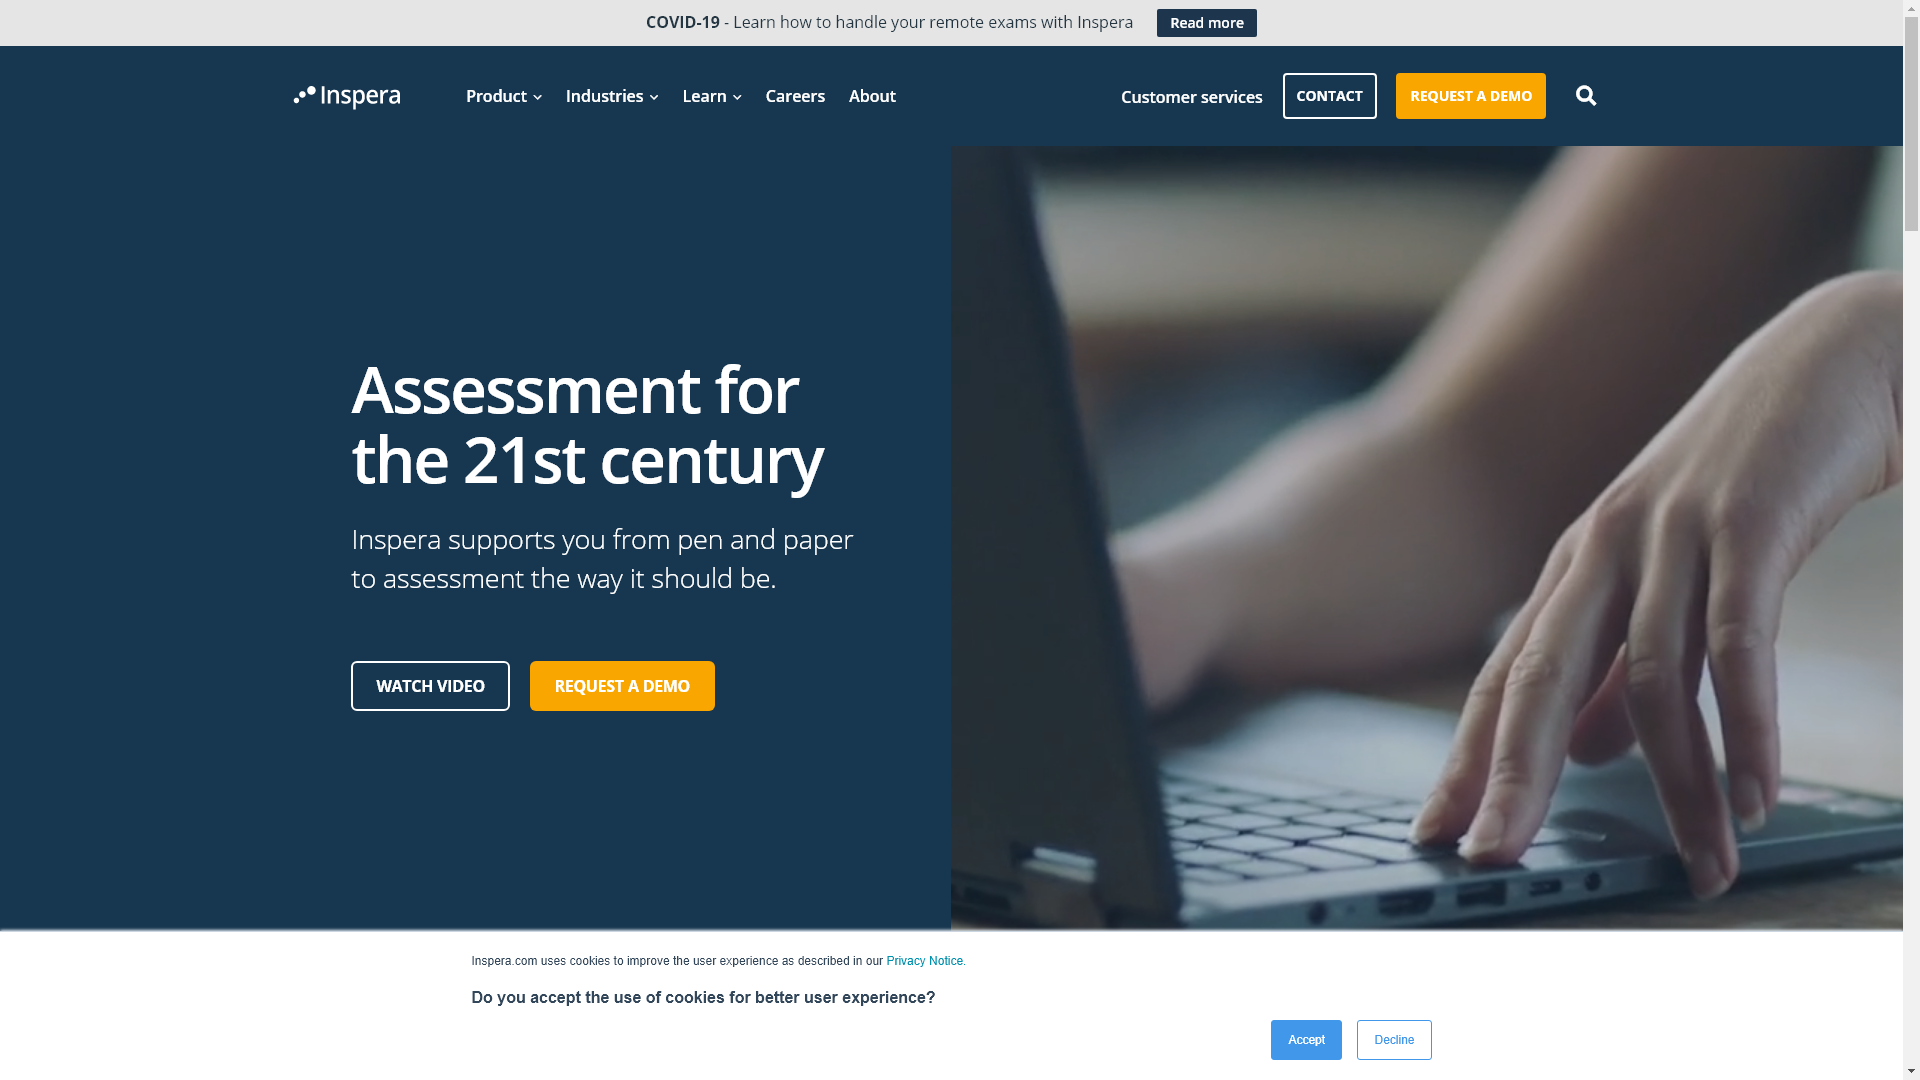 COVID-19 - Learn how to handle your remote exams with Inspera Read more
Inspera Product Industries Learn Careers About Customer services CONTACT REQUEST A DEMO
Assessment for
the 21st century
Inspera supports you from pen and paper
to assessment the way it should be.
WATCH VIDEO REQUEST A DEMO
Inspera.com uses cookies to improve the user experience as described in our Privacy Notice.
Do you accept the use of cookies for better user experience?
Accept Decline